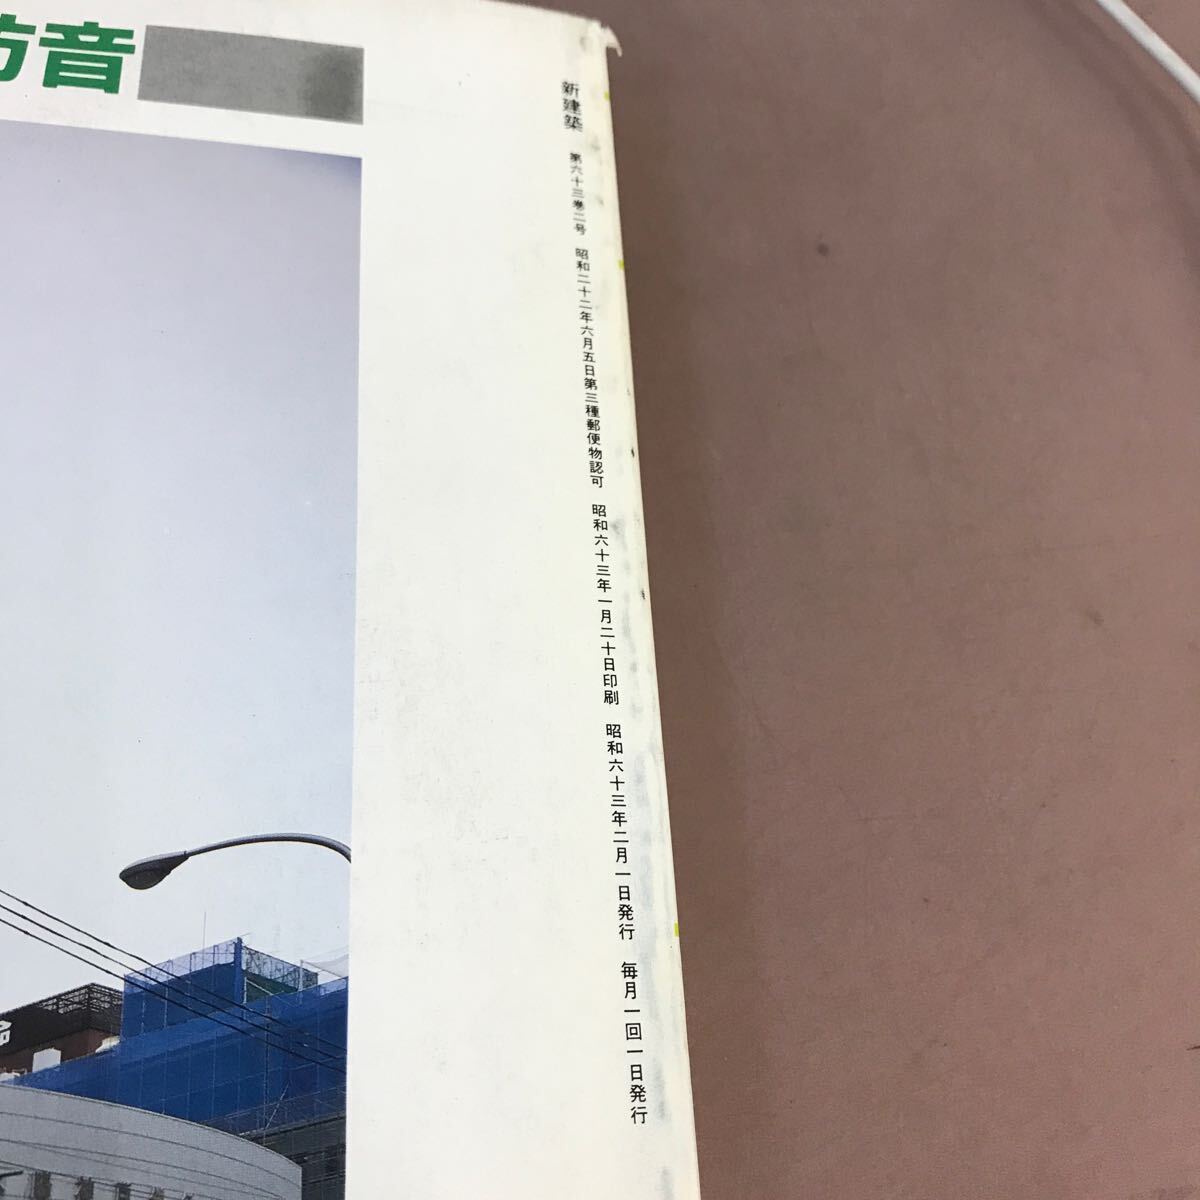 防音
新建築 第六十三巻二号 昭和二十二年六月五日第三種郵便物認可 昭和六十三年一月二十日印刷 昭和六十三年二月一日発行 毎月一回一日発行